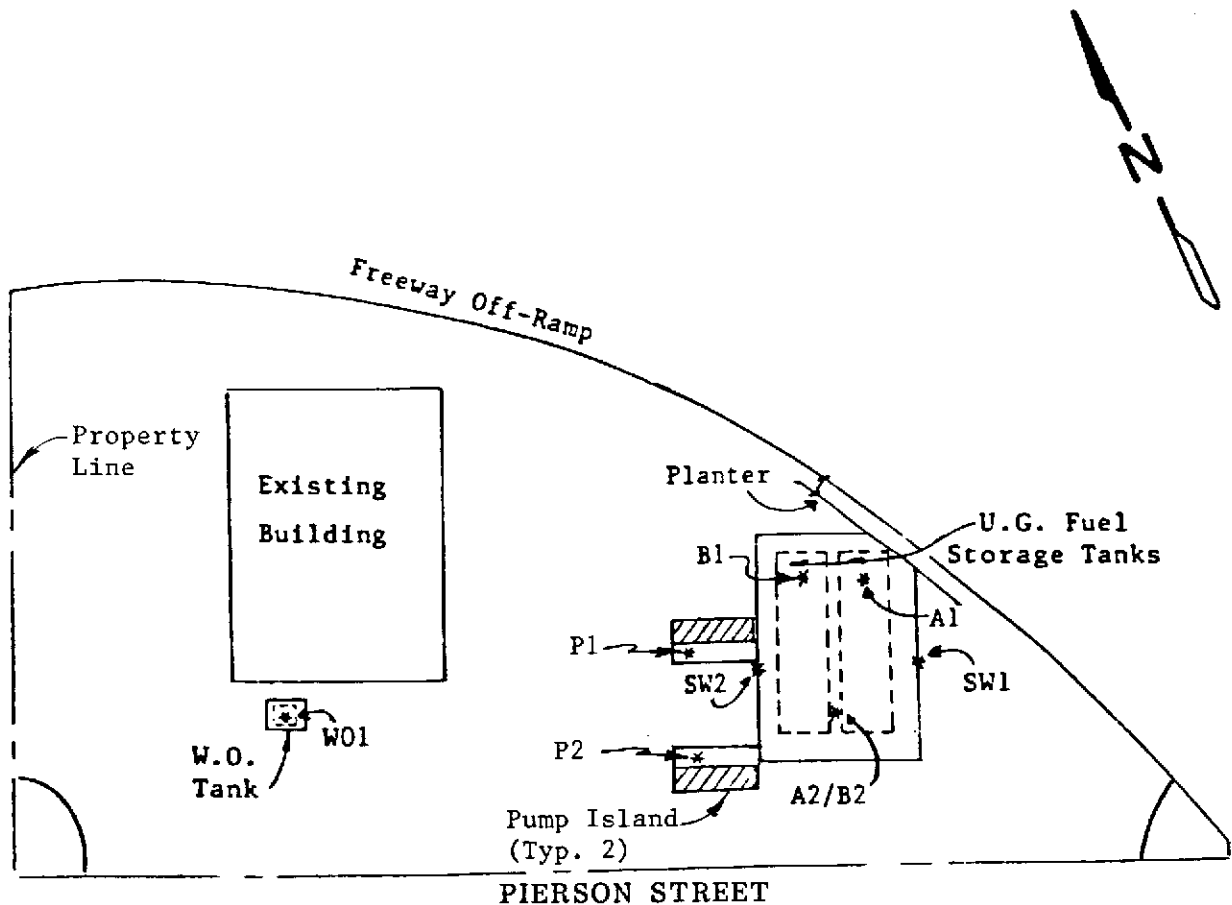 N
Freeway Off-Ramp
Property
Line
Existing
Building
Planter
U.G. Fuel
Storage Tanks
B1
A1
P1
SW2
SW1
WO1
W.O.
Tank
P2
A2/B2
Pump Island
(Typ. 2)
PIERSON STREET